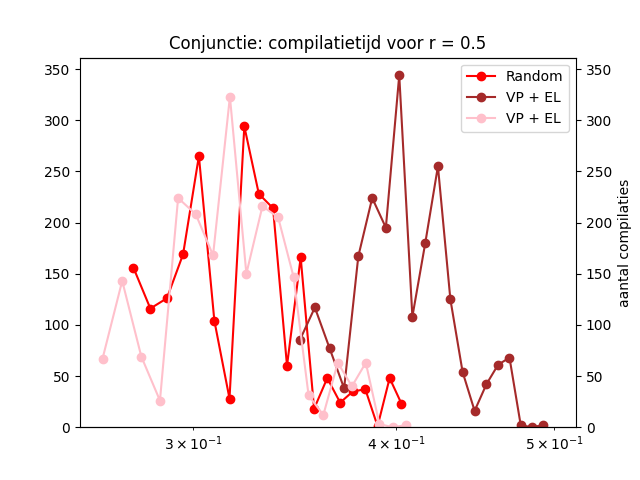 Conjunctie: compilatietijd voor r = 0.5
Random
VP + EL
VP + EL
350
300
250
200
150
100
50
0
350
300
250
200
150
100
50
0
aantal compilaties
3 × 10⁻¹
4 × 10⁻¹
5 × 10⁻¹